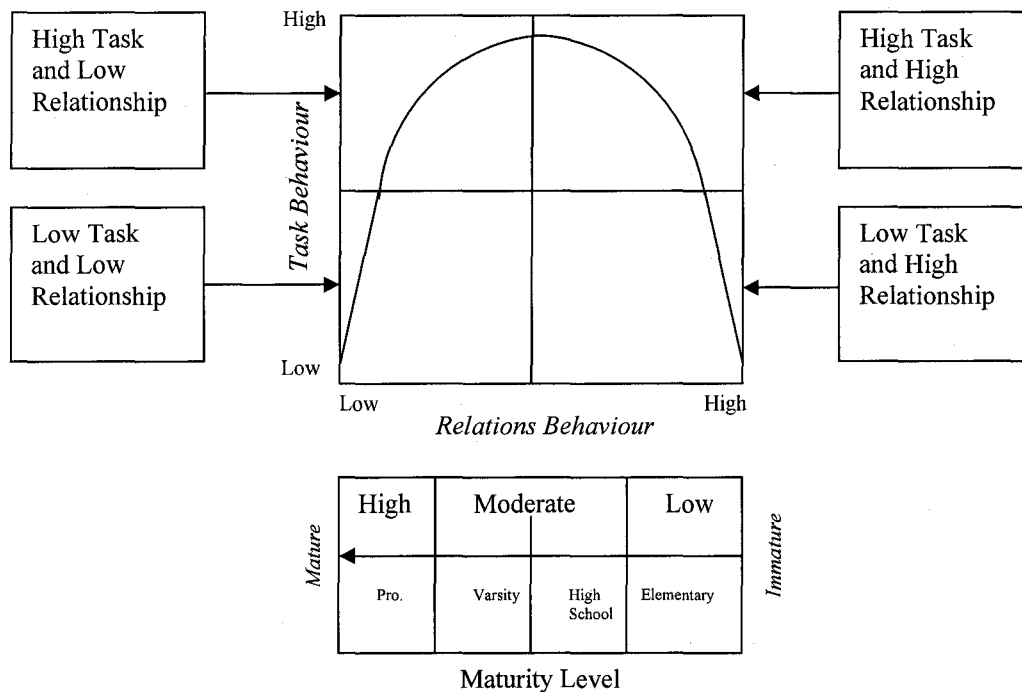 High Task
and Low
Relationship
Low Task
and Low
Relationship
High
Task Behaviour
Low
Low
High
Relations Behaviour
High Task
and High
Relationship
Low Task
and High
Relationship
High
Moderate
Low
Mature
Immature
Pro.
Varsity
High
School
Elementary
Maturity Level